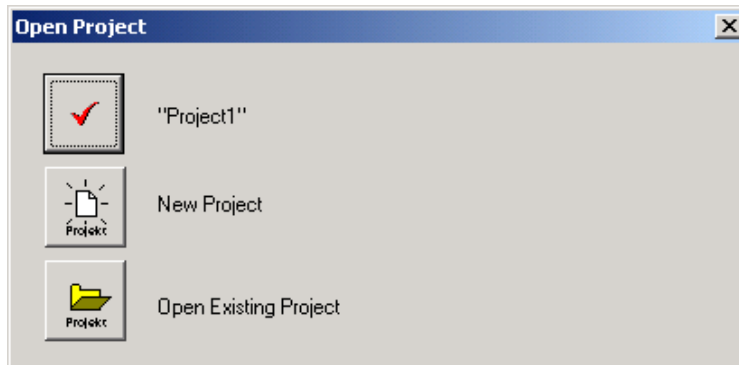 Open Project
"Project1"
New Project
Projekt
Open Existing Project
Projekt